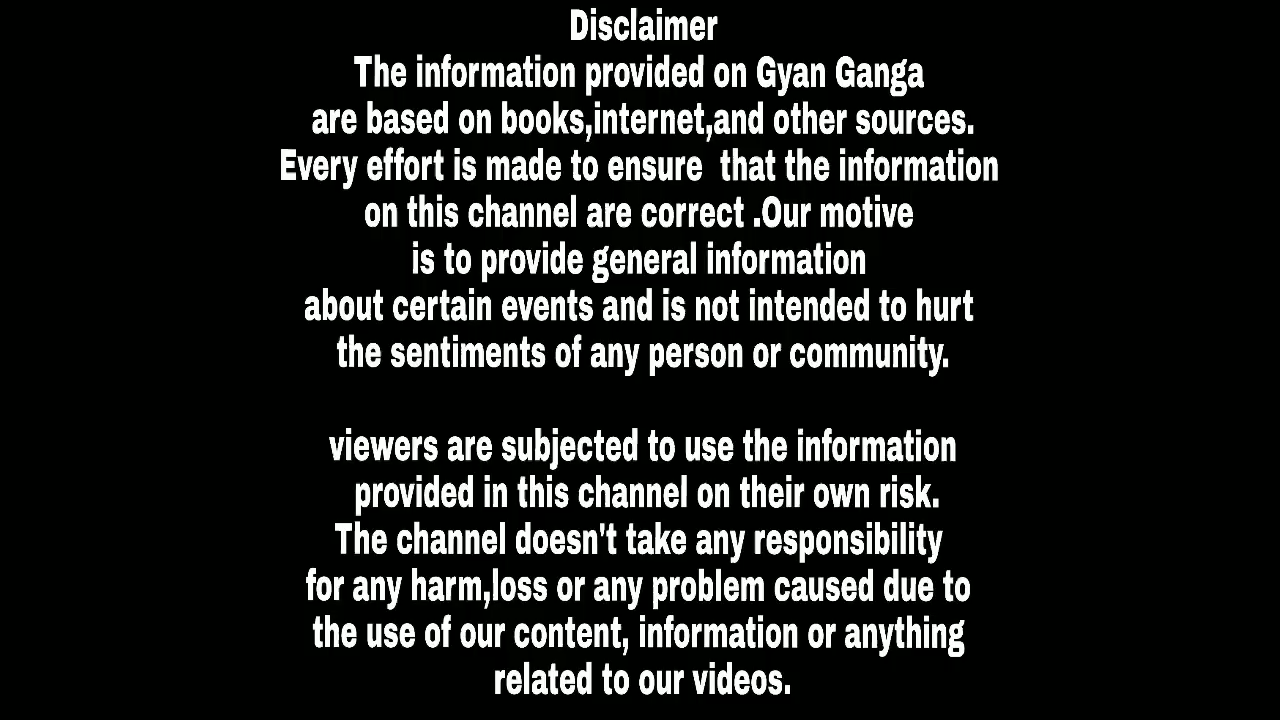 Disclaimer
The information provided on Gyan Ganga
are based on books,internet,and other sources.
Every effort is made to ensure  that the information
on this channel are correct .Our motive
is to provide general information
about certain events and is not intended to hurt
the sentiments of any person or community.
viewers are subjected to use the information
provided in this channel on their own risk.
The channel doesn't take any responsibility
for any harm,loss or any problem caused due to
the use of our content, information or anything
related to our videos.